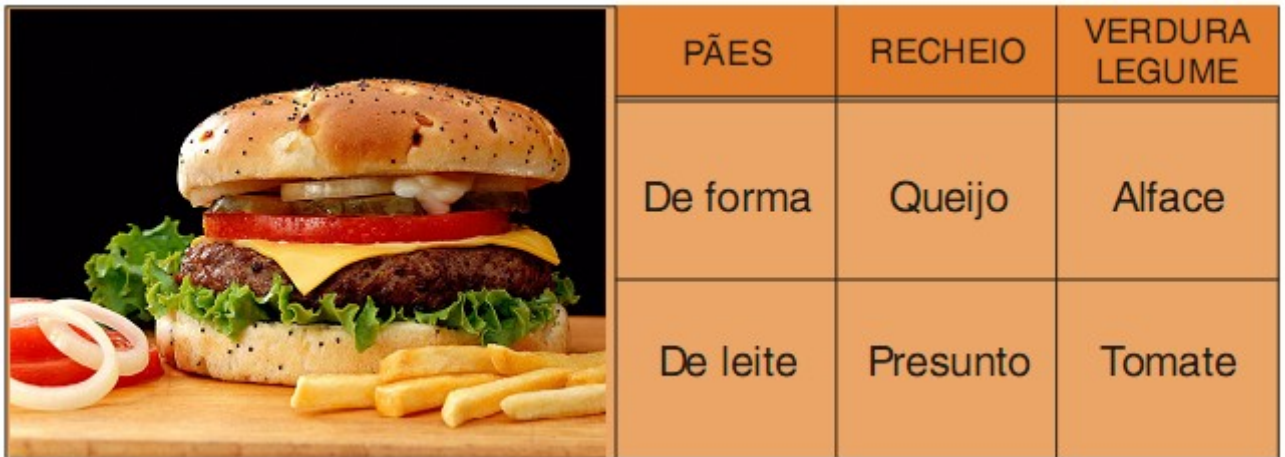 PÃES
RECHEIO
VERDURA
LEGUME
De forma
Queijo
Alface
De leite
Presunto
Tomate